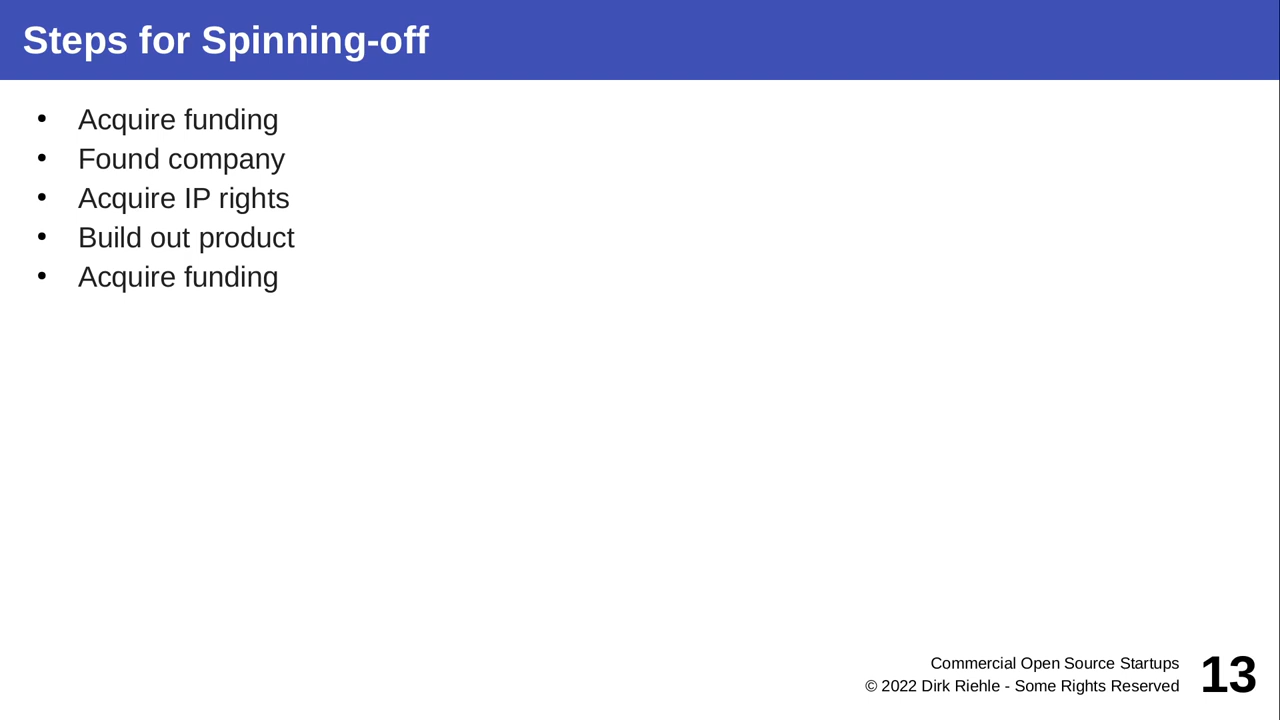 Steps for Spinning-off
• Acquire funding
• Found company
• Acquire IP rights
• Build out product
• Acquire funding
Commercial Open Source Startups
© 2022 Dirk Riehle - Some Rights Reserved
13